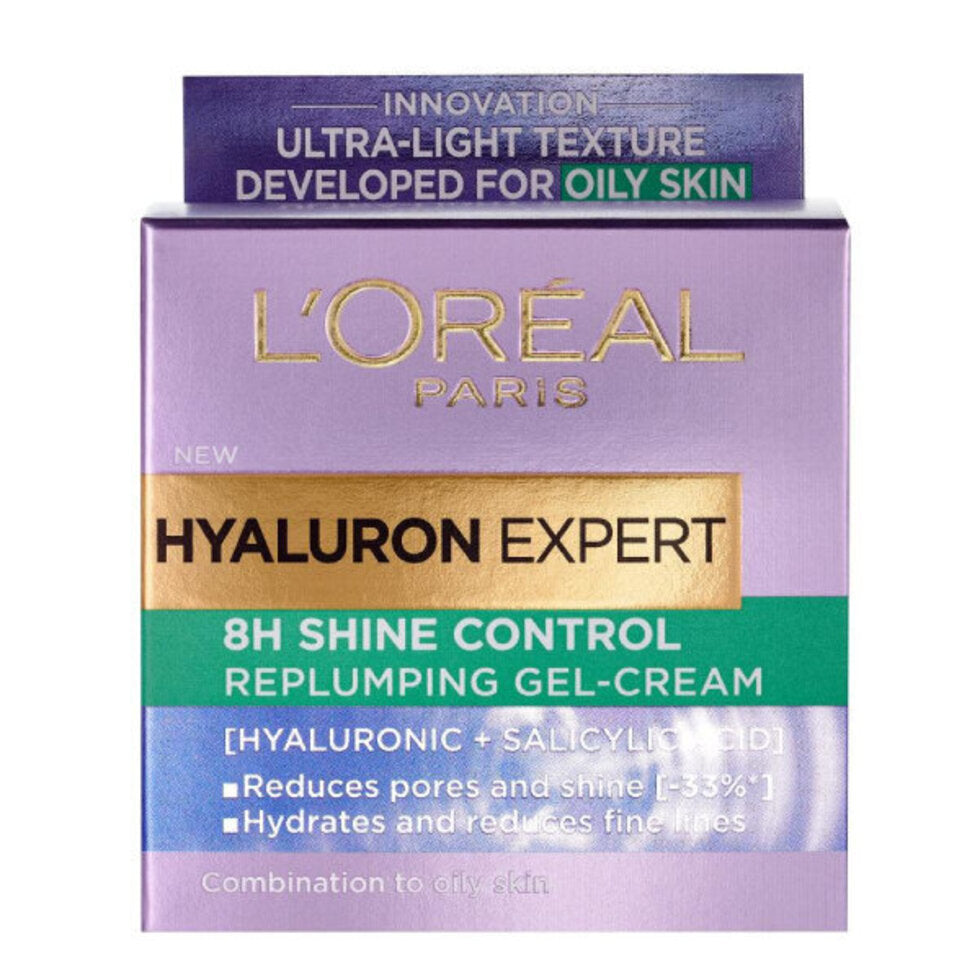 INNOVATION
ULTRA-LIGHT TEXTURE
DEVELOPED FOR OILY SKIN
L'ORÉAL
PARIS
NEW
HYALURON EXPERT
8H SHINE CONTROL
REPLUMPING GEL-CREAM
[HYALURONIC + SALICYLIC ACID]
▪Reduces pores and shine [-33%*]
▪Hydrates and reduces fine lines
Combination to oily skin